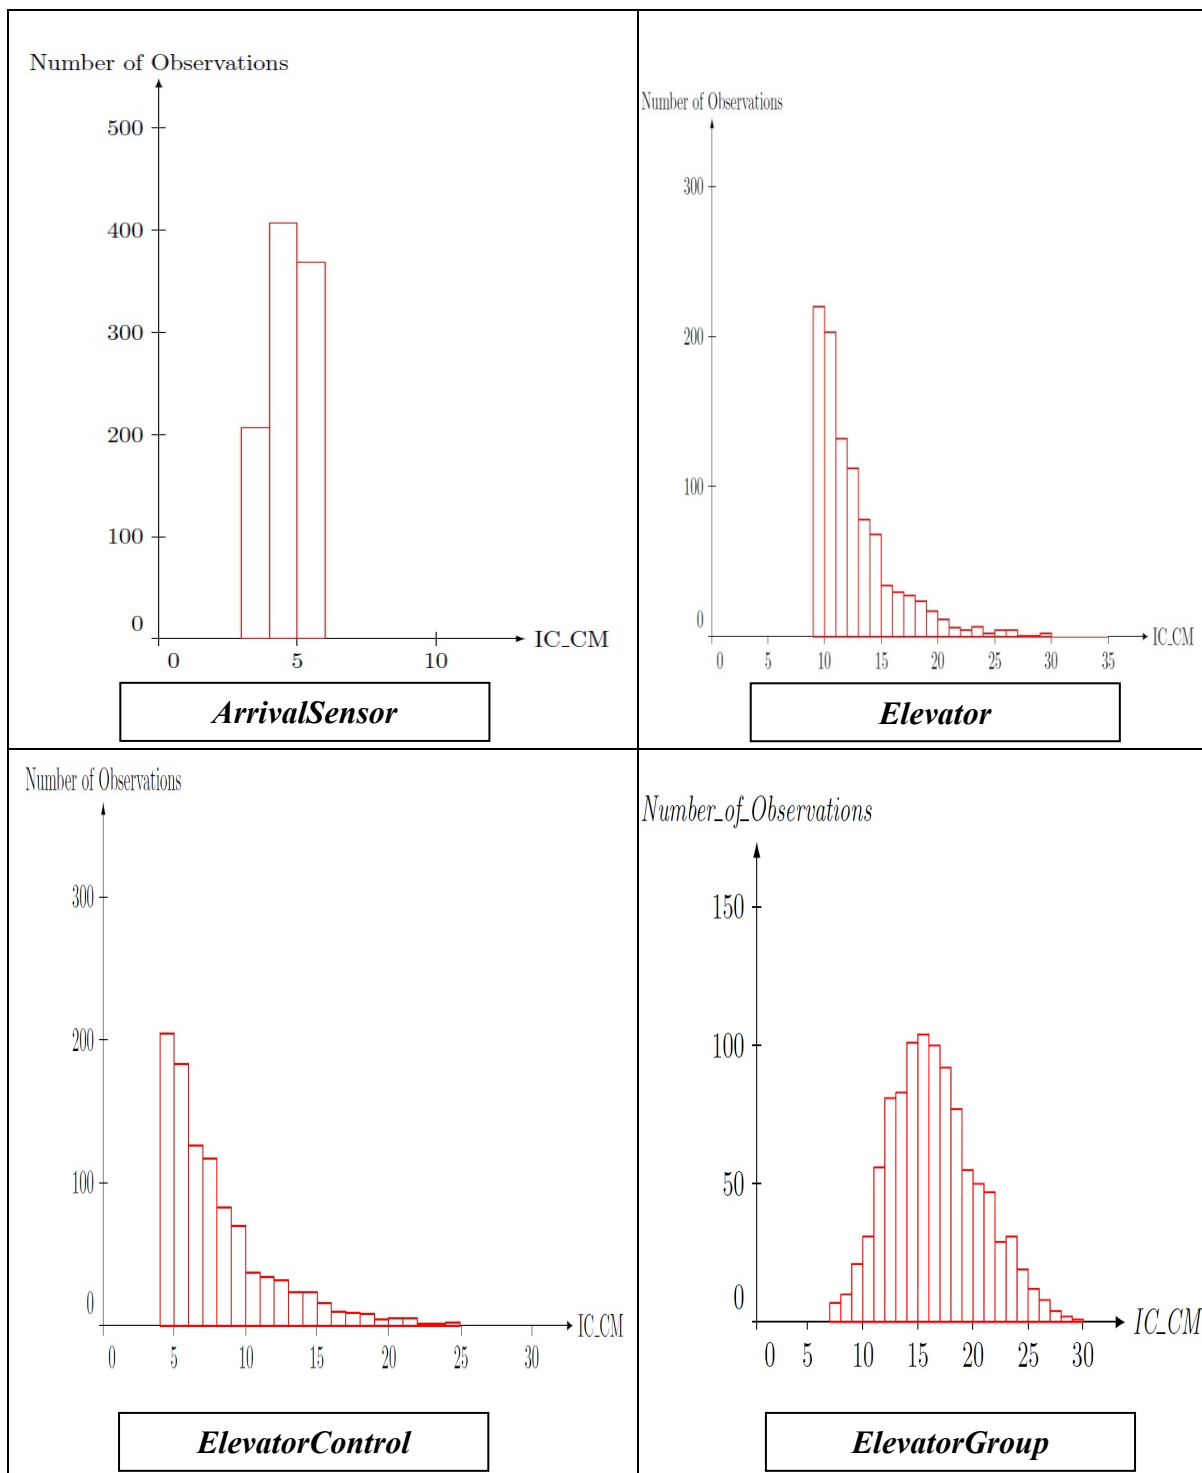 Number of Observations
500
400
300
200
100
0
0 5 10
IC_CM
ArrivalSensor
Number of Observations
300
200
100
0
0 5 10 15 20 25 30 35
IC_CM
Elevator
Number of Observations
300
200
100
0
0 5 10 15 20 25 30
IC_CM
ElevatorControl
Number_of_Observations
150
100
50
0
0 5 10 15 20 25 30
IC_CM
ElevatorGroup